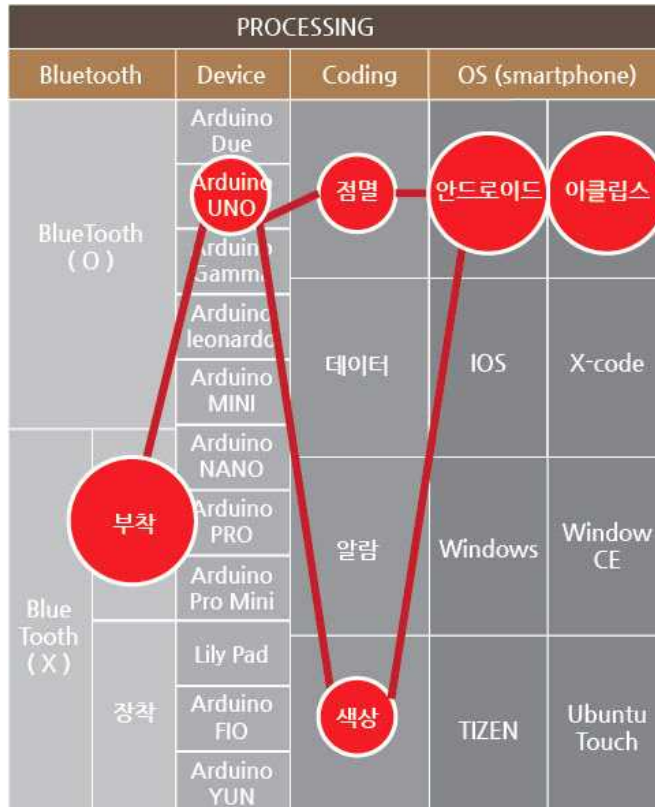 PROCESSING
Bluetooth
Device
Coding
OS (smartphone)
BlueTooth
( O )
Blue
Tooth
( X )
부착
장착
Arduino
Due
Arduino
UNO
Arduino
Gamma
Arduino
leonardo
Arduino
MINI
Arduino
NANO
Arduino
PRO
Arduino
Pro Mini
Lily Pad
Arduino
FIO
Arduino
YUN
점멸
데이터
알람
색상
안드로이드
이클립스
IOS
X-code
Windows
Window
CE
TIZEN
Ubuntu
Touch